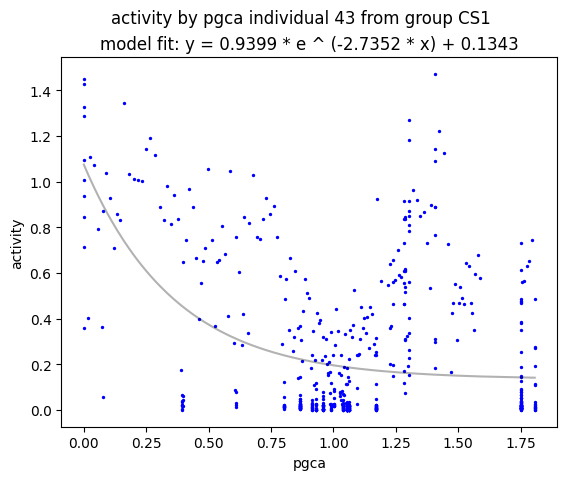 activity by pgca individual 43 from group CS1
model fit: y = 0.9399 * e ^ (-2.7352 * x) + 0.1343
1.4
1.2
1.0
0.8
0.6
0.4
0.2
0.0
activity
0.00 0.25 0.50 0.75 1.00 1.25 1.50 1.75
pgca